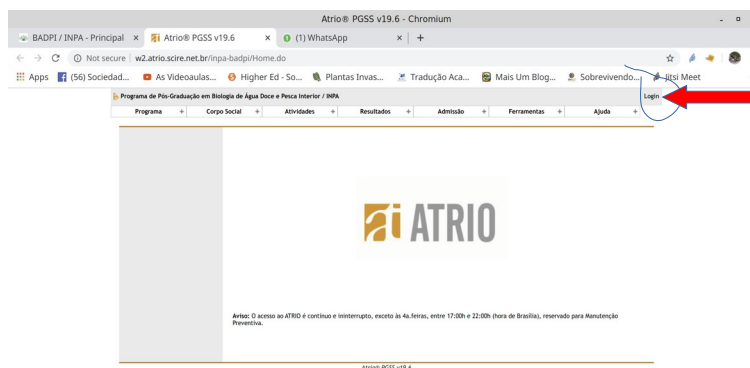 Atrio® PGSS v19.6 - Chromium
BADPI / INPA - Principal × Atrio® PGSS v19.6 × (1) WhatsApp × +
Not secure w2.atrio.scire.net.br/inpa-badpi/Home.do
Apps (56) Sociedad... As Videoaulas... Higher Ed - So... Plantas Invas... Tradução Aca... Mais Um Blog... Sobrevivendo... Jitsi Meet
Programa de Pós-Graduação em Biologia de Água Doce e Pesca Interior / INPA Login
Programa + Corpo Social + Atividades + Resultados + Admissão + Ferramentas + Ajuda +
ATRIO
Aviso: O acesso ao ATRIO é contínuo e ininterrupto, exceto às 4a.feiras, entre 17:00h e 22:00h (hora de Brasília), reservado para Manutenção
Preventiva.
Atrio® PGSS v19.6